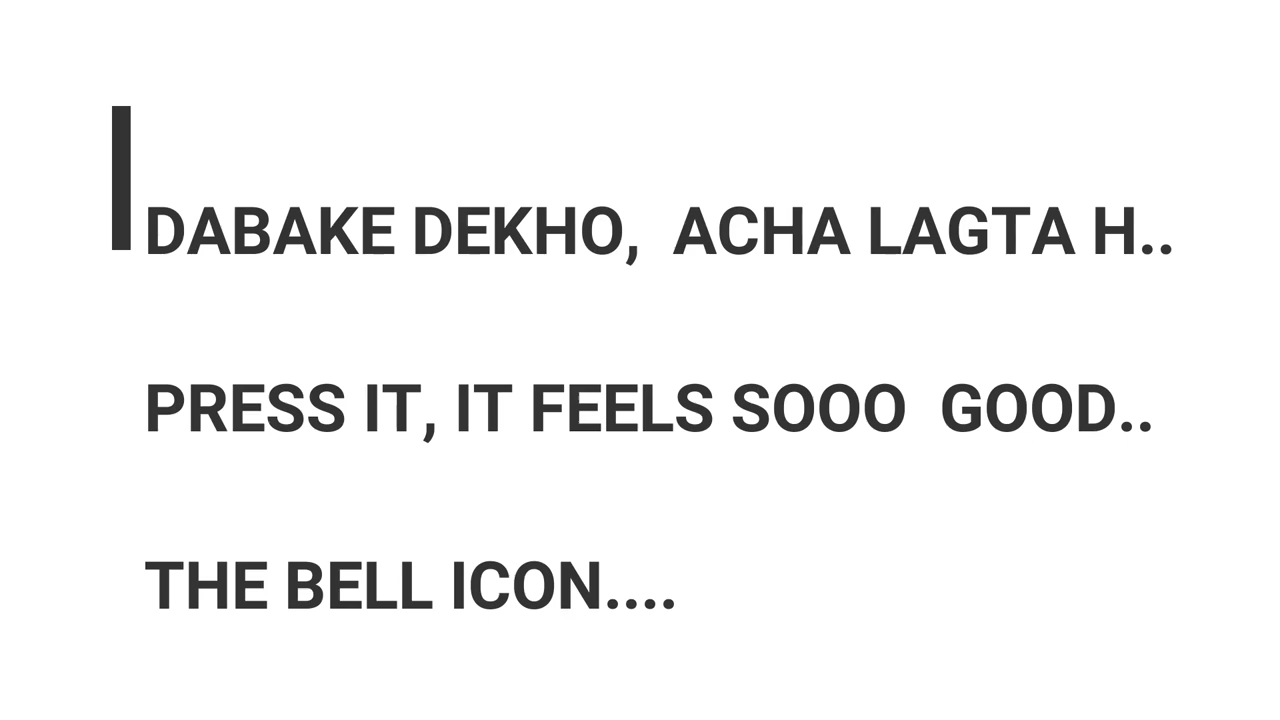 DABAKE DEKHO,  ACHA LAGTA H..
PRESS IT, IT FEELS SOOO  GOOD..
THE BELL ICON....